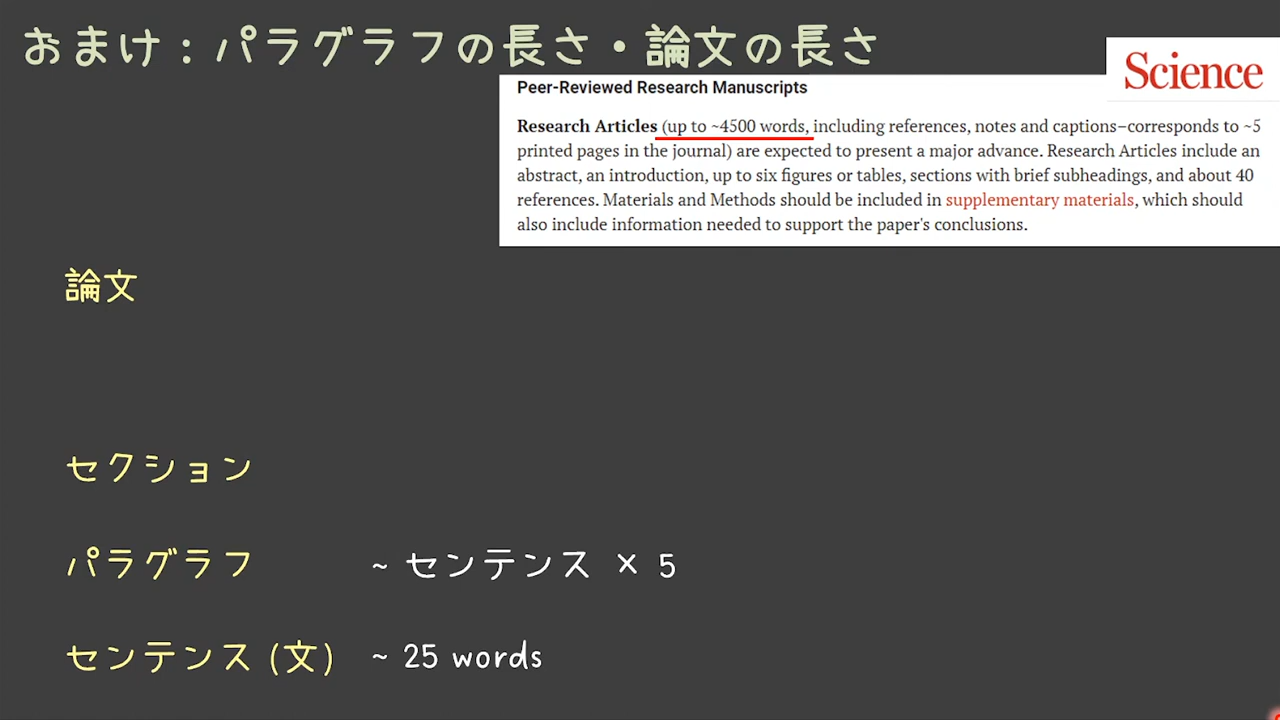 おまけ：パラグラフの長さ・論文の長さ
Science
Peer-Reviewed Research Manuscripts
Research Articles (up to ~4500 words, including references, notes and captions–corresponds to ~5
printed pages in the journal) are expected to present a major advance. Research Articles include an
abstract, an introduction, up to six figures or tables, sections with brief subheadings, and about 40
references. Materials and Methods should be included in supplementary materials, which should
also include information needed to support the paper's conclusions.
論文
セクション
パラグラフ ~ センテンス × 5
センテンス (文) ~ 25 words